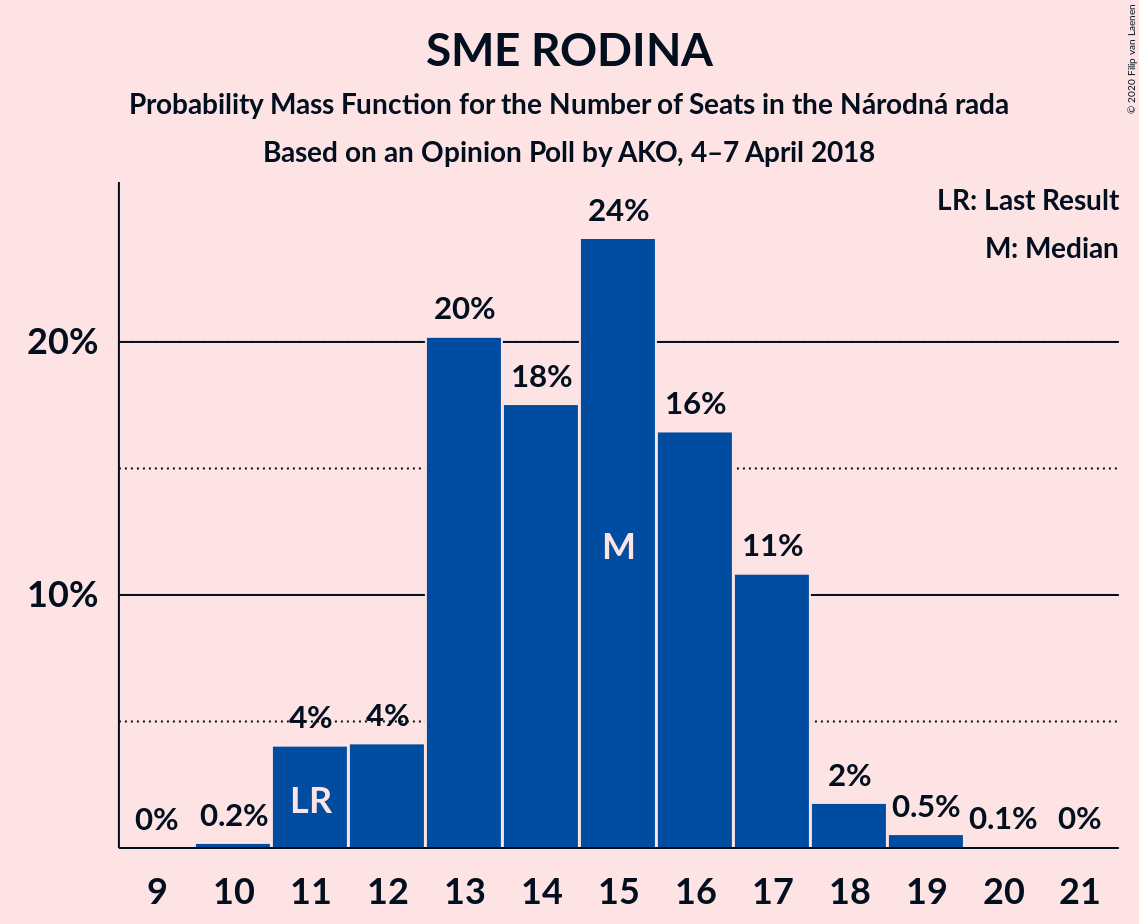 SME RODINA
Probability Mass Function for the Number of Seats in the Národná rada
Based on an Opinion Poll by AKO, 4–7 April 2018
© 2020 Filip van Laenen
LR: Last Result
M: Median
20%
10%
0%
0.2%
4%
4%
20%
18%
24%
16%
11%
2%
0.5%
0.1%
0%
LR
M
9 10 11 12 13 14 15 16 17 18 19 20 21